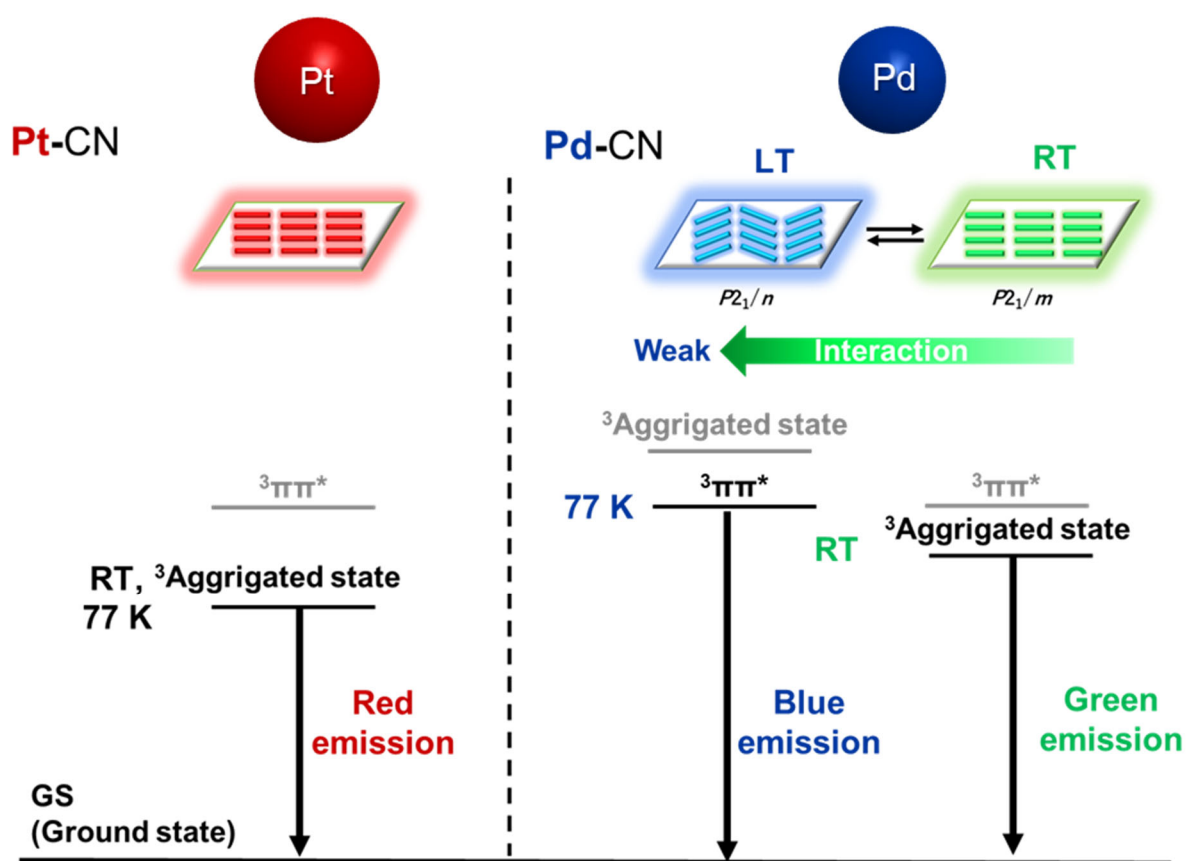 Pt
Pt-CN
RT, ³Aggrigated state
77 K
³ππ*
Red
emission
GS
(Ground state)
Pd
Pd-CN
LT
RT
P2₁/n
P2₁/m
Weak
Interaction
³Aggrigated state
77 K
³ππ*
Blue
emission
RT
³ππ*
³Aggrigated state
Green
emission